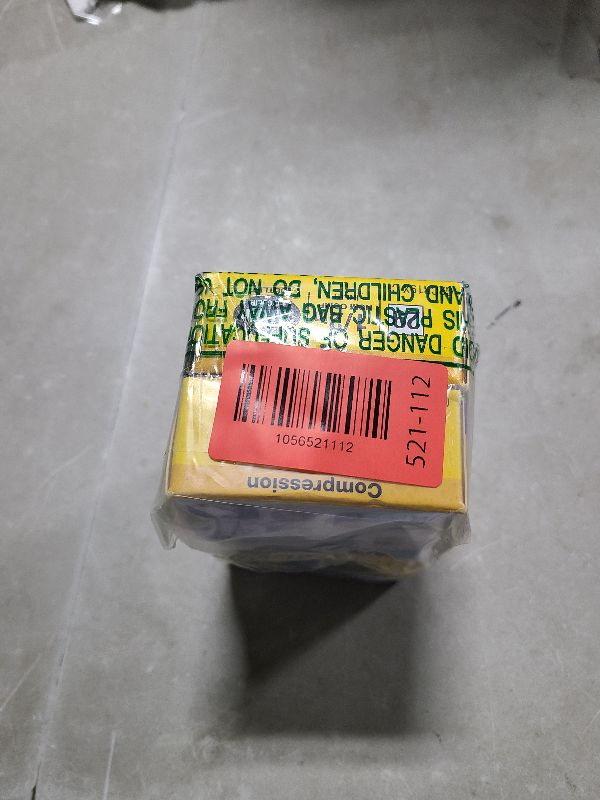 1056521112
521-112
Compression
DANGER OF SUFFOCATIO
IS PLASTIC BAG AWAY FRO
AND CHILDREN, DO NOT